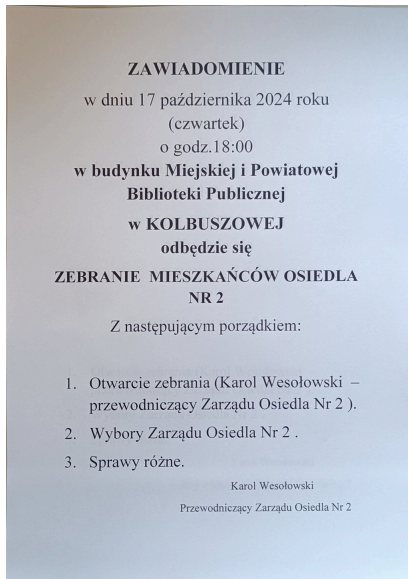 ZAWIADOMIENIE
w dniu 17 października 2024 roku
(czwartek)
o godz.18:00
w budynku Miejskiej i Powiatowej
Biblioteki Publicznej
w KOLBUSZOWEJ
odbędzie się
ZEBRANIE MIESZKAŃCÓW OSIEDLA
NR 2
Z następującym porządkiem:
1. Otwarcie zebrania (Karol Wesołowski –
przewodniczący Zarządu Osiedla Nr 2 ).
2. Wybory Zarządu Osiedla Nr 2 .
3. Sprawy różne.
Karol Wesołowski
Przewodniczący Zarządu Osiedla Nr 2